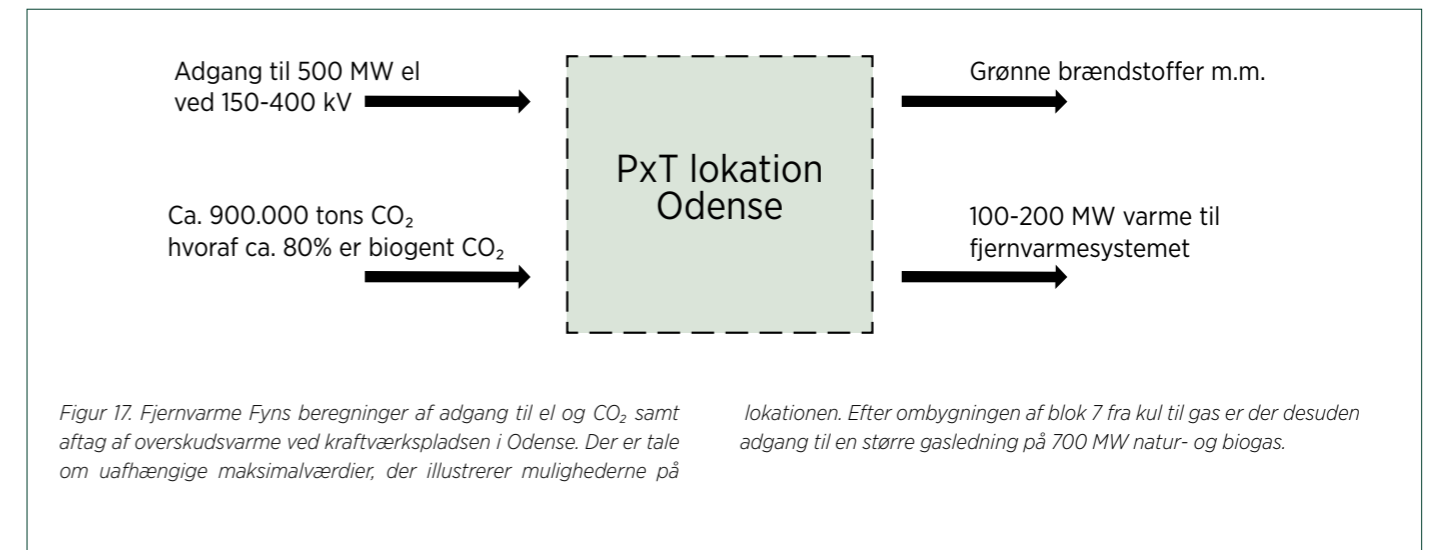 Adgang til 500 MW el
ved 150-400 kV
Ca. 900.000 tons CO₂
hvoraf ca. 80% er biogent CO₂
PxT lokation
Odense
Grønne brændstoffer m.m.
100-200 MW varme til
fjernvarmesystemet
Figur 17. Fjernvarme Fyns beregninger af adgang til el og CO₂ samt
aftag af overskudsvarme ved kraftværkspladsen i Odense. Der er tale
om uafhængige maksimalværdier, der illustrerer mulighederne på
lokationen. Efter ombygningen af blok 7 fra kul til gas er der desuden
adgang til en større gasledning på 700 MW natur- og biogas.